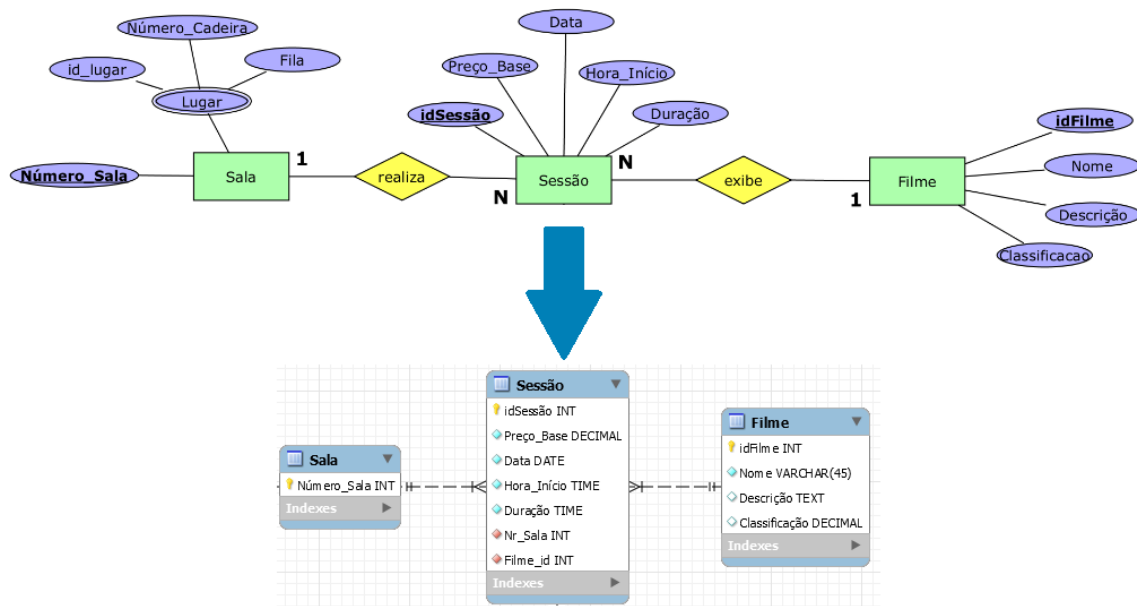 Data
Número_Cadeira
id_lugar
Fila
Lugar
Preço_Base
Hora_Início
idSessão
Duração
idFilme
Nome
Descrição
Classificacao
Número_Sala
Sala
1
realiza
N
Sessão
N
exibe
1
Filme
Sessão
idSessão INT
Preço_Base DECIMAL
Data DATE
Hora_Início TIME
Duração TIME
Nr_Sala INT
Filme_id INT
Indexes
Sala
Número_Sala INT
Indexes
Filme
idFilme INT
Nome VARCHAR(45)
Descrição TEXT
Classificação DECIMAL
Indexes